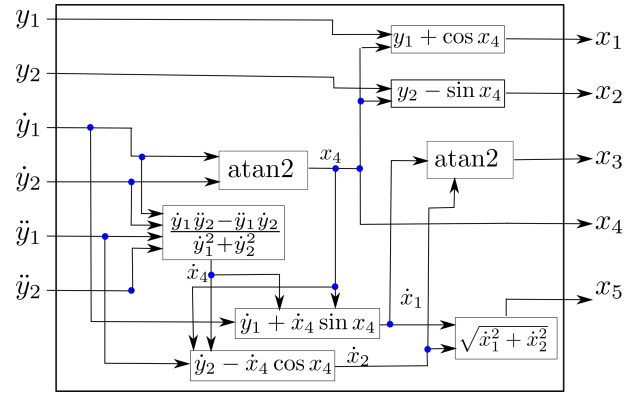 y₁
y₁ + cos x₄
x₁
y₂
y₂ − sin x₄
x₂
ẏ₁
x₄
atan2
atan2
x₃
ẏ₂
(ẏ₁ÿ₂−ÿ₁ẏ₂)/(ẏ₁²+ẏ₂²)
x₄
ÿ₁
ẋ₄
ÿ₂
ẋ₁
x₅
ẏ₁ + ẋ₄ sin x₄
√(ẋ₁² + ẋ₂²)
ẏ₂ − ẋ₄ cos x₄
ẋ₂